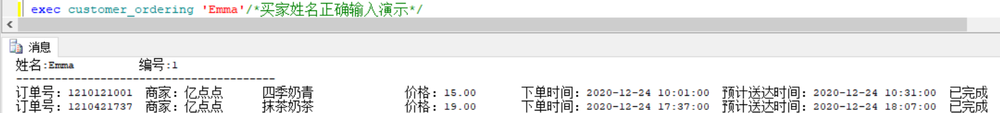 exec customer_ordering 'Emma'/*买家姓名正确输入演示*/
消息
姓名:Emma 编号:1
----------------------------------------
订单号: 1210121001 商家: 亿点点 四季奶青 价格: 15.00 下单时间: 2020-12-24 10:01:00 预计送达时间: 2020-12-24 10:31:00 已完成
订单号: 1210421737 商家: 亿点点 抹茶奶茶 价格: 19.00 下单时间: 2020-12-24 17:37:00 预计送达时间: 2020-12-24 18:07:00 已完成